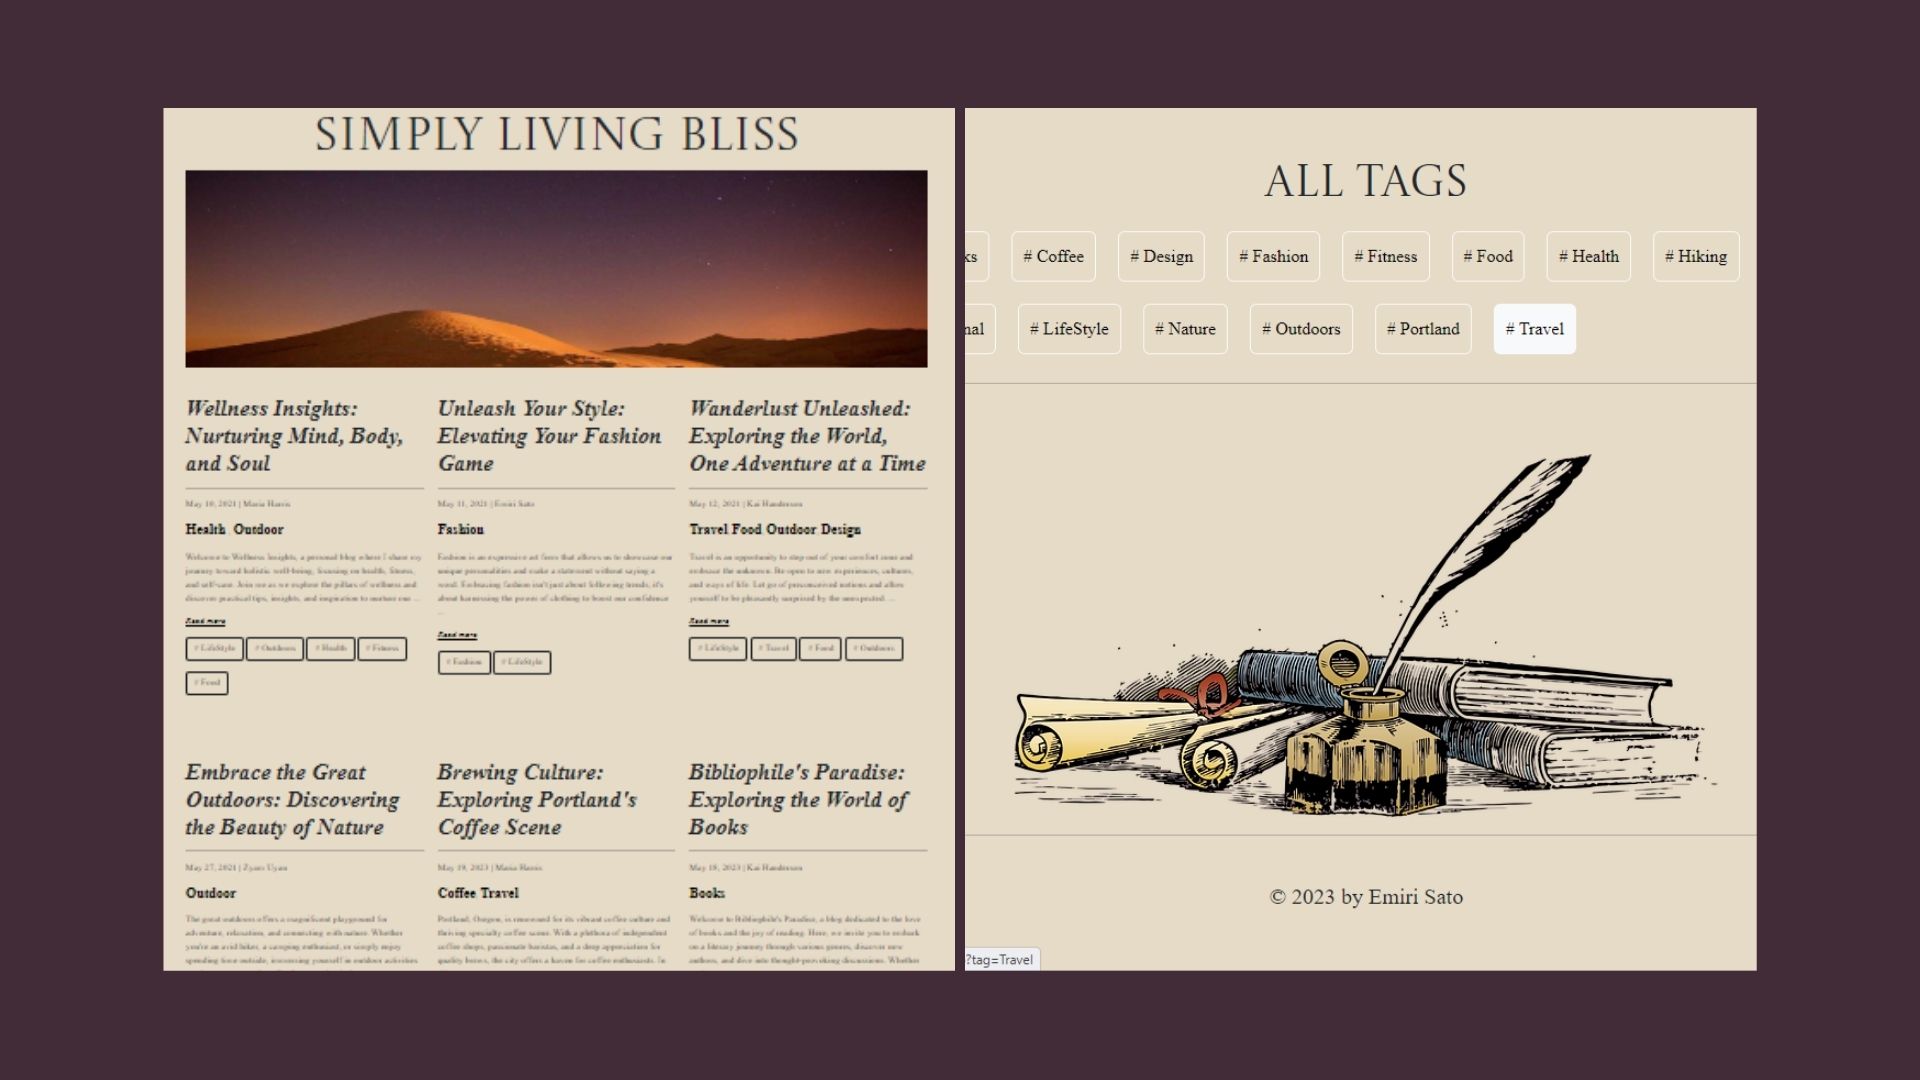 SIMPLY LIVING BLISS
Wellness Insights:
Nurturing Mind, Body,
and Soul
May 10, 2021 | Maria Harris
Health Outdoor
Welcome to Wellness Insights, a personal blog where I share my
journey toward holistic well-being, focusing on health, fitness,
and self-care. Join me as we explore the pillars of wellness and
discover practical tips, insights, and inspiration to nurture our ...
Read more
# LifeStyle # Outdoors # Health # Fitness
# Food
Unleash Your Style:
Elevating Your Fashion
Game
May 11, 2021 | Emiri Sato
Fashion
Fashion is an expressive art form that allows us to showcase our
unique personalities and make a statement without saying a
word. Embracing fashion isn't just about following trends, it's
about harnessing the power of clothing to boost our confidence
...
Read more
# Fashion # LifeStyle
Wanderlust Unleashed:
Exploring the World,
One Adventure at a Time
May 12, 2021 | Kai Handerson
Travel Food Outdoor Design
Travel is an opportunity to step out of your comfort zone and
embrace the unknown. Be open to new experiences, cultures,
and ways of life. Let go of preconceived notions and allow
yourself to be pleasantly surprised by the unexpected. ...
Read more
# LifeStyle # Travel # Food # Outdoors
Embrace the Great
Outdoors: Discovering
the Beauty of Nature
May 27, 2021 |
Outdoor
The great outdoors offers a magnificent playground for
adventure, relaxation, and connecting with nature. Whether
you're an avid hiker, a camping enthusiast, or simply enjoy
spending time outside, immersing yourself in outdoor activities
Brewing Culture:
Exploring Portland's
Coffee Scene
May 19, 2023 | Maria Harris
Coffee Travel
Portland, Oregon, is renowned for its vibrant coffee culture and
thriving specialty coffee scene. With a plethora of independent
coffee shops, passionate baristas, and a deep appreciation for
quality brews, the city offers a haven for coffee enthusiasts. In
Bibliophile's Paradise:
Exploring the World of
Books
May 18, 2023 | Kai Handerson
Books
Welcome to Bibliophile's Paradise, a blog dedicated to the love
of books and the joy of reading. Here, we invite you to embark
on a literary journey through various genres, discover new
authors, and dive into thought-provoking discussions. Whether
ALL TAGS
ks # Coffee # Design # Fashion # Fitness # Food # Health # Hiking
nal # LifeStyle # Nature # Outdoors # Portland # Travel
© 2023 by Emiri Sato
?tag=Travel